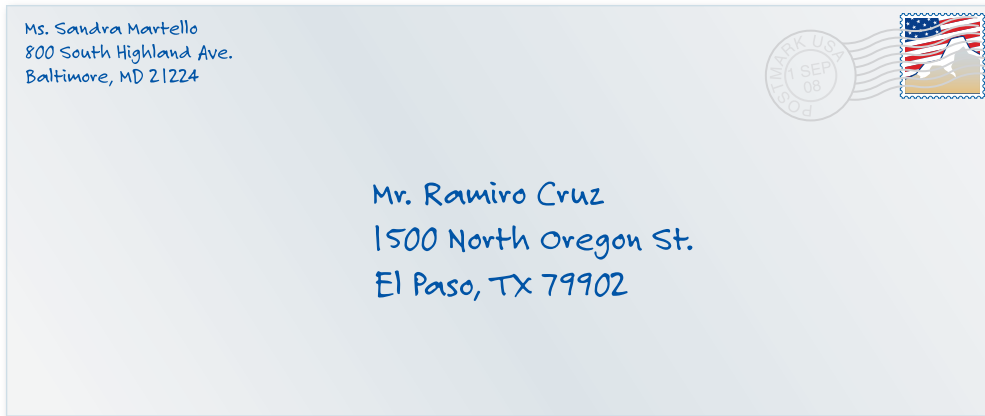 Ms. Sandra Martello
800 South Highland Ave.
Baltimore, MD 21224
POSTMARK USA
1 SEP
08
Mr. Ramiro Cruz
1500 North Oregon St.
El Paso, TX 79902